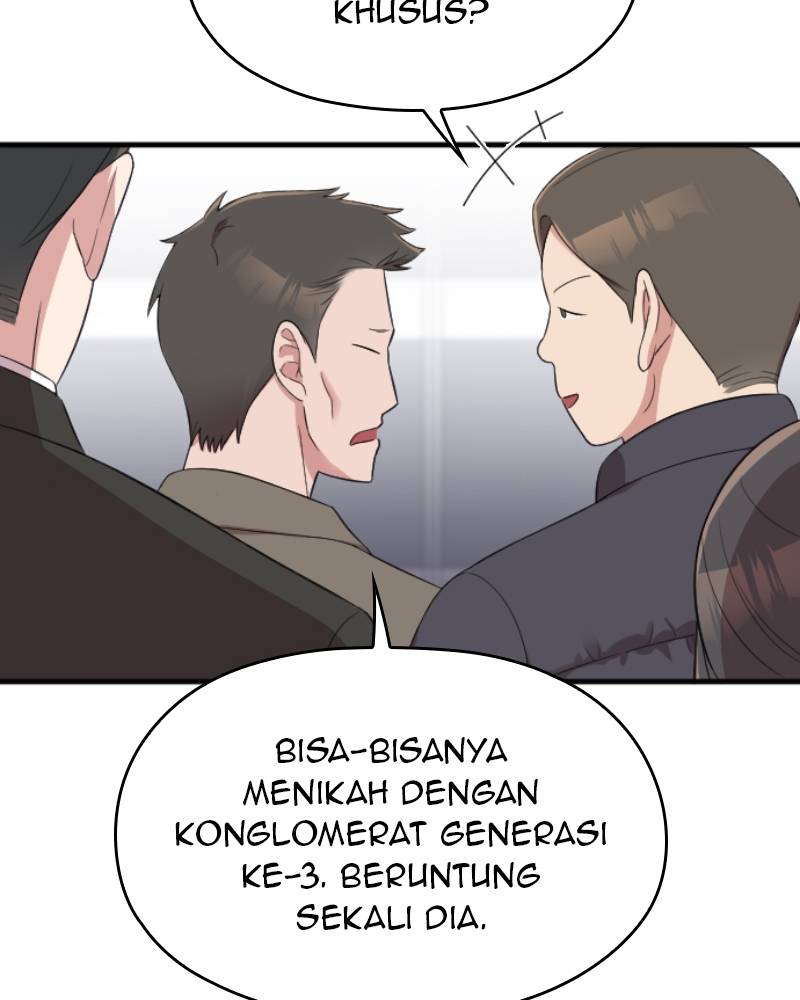 KHUSUS?
BISA-BISANYA
MENIKAH DENGAN
KONGLOMERAT GENERASI
KE-3. BERUNTUNG
SEKALI DIA.